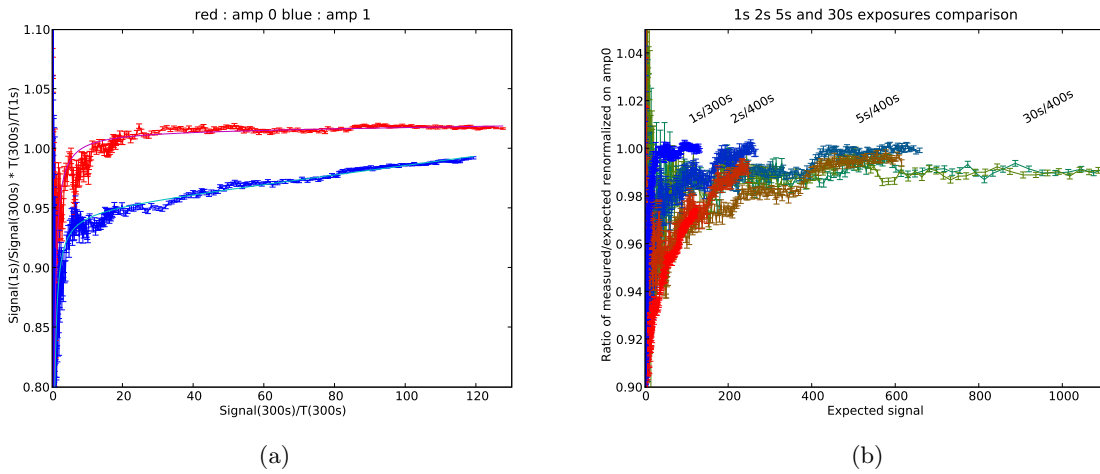 red : amp 0 blue : amp 1
Signal(1s)/Signal(300s) * T(300s)/T(1s)
1.10
1.05
1.00
0.95
0.90
0.85
0.80
0 20 40 60 80 100 120
Signal(300s)/T(300s)
(a)
1s 2s 5s and 30s exposures comparison
Ratio of measured/expected renormalized on amp0
1.04
1.02
1.00
0.98
0.96
0.94
0.92
0.90
1s/300s
2s/400s
5s/400s
30s/400s
0 200 400 600 800 1000
Expected signal
(b)